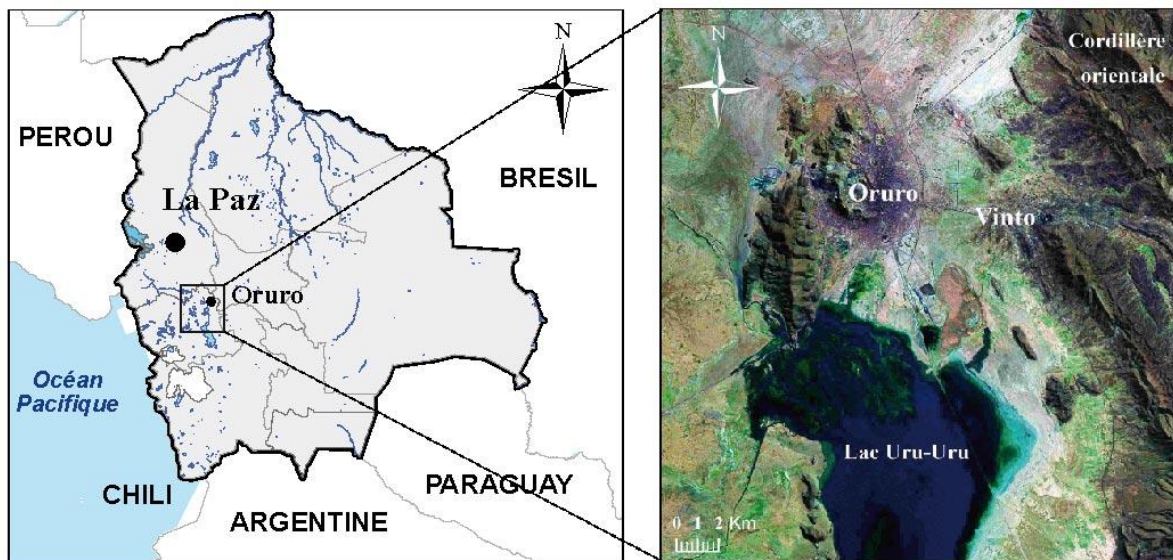 N
PEROU
BRESIL
La Paz
Oruro
Océan
Pacifique
CHILI
PARAGUAY
ARGENTINE
N
Cordillère
orientale
Oruro
Vinto
Lac Uru-Uru
0 1 2 Km